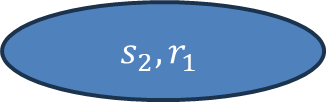 s₂, r₁